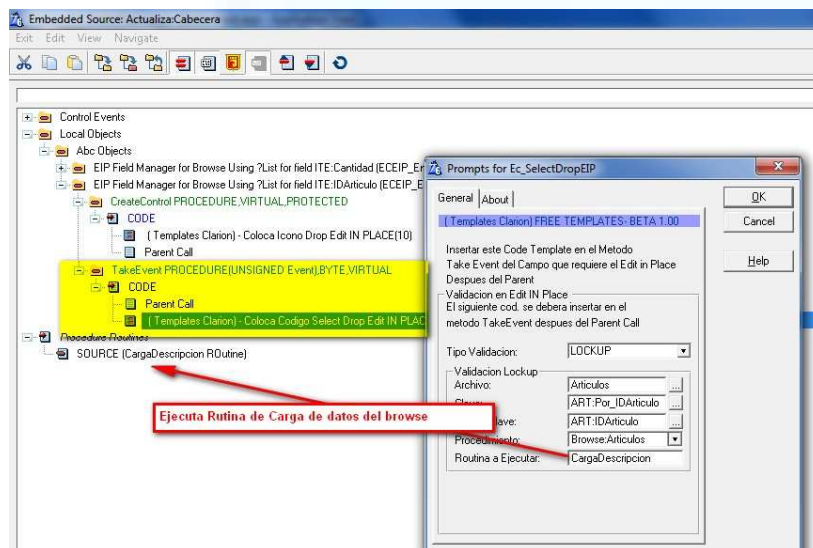 Embedded Source: Actualiza:Cabecera
Exit Edit View Navigate
Control Events
Local Objects
Abc Objects
EIP Field Manager for Browse Using ?List for field ITE:Cantidad (ECEIP_E
EIP Field Manager for Browse Using ?List for field ITE:IDArticulo (ECEIP_E
CreateControl PROCEDURE,VIRTUAL,PROTECTED
CODE
( Templates Clarion) - Coloca Icono Drop Edit IN PLACE(10)
Parent Call
TakeEvent PROCEDURE(UNSIGNED Event),BYTE,VIRTUAL
CODE
Parent Call
( Templates Clarion) - Coloca Codigo Select Drop Edit IN PLAC
Procedure Routines
SOURCE (CargaDescripcion ROutine)
Ejecuta Rutina de Carga de datos del browse
Prompts for Ec_SelectDropEIP
General About
( Templates Clarion) FREE TEMPLATES- BETA 1.00
Insertar este Code Template en el Metodo
Take Event del Campo que requiere el Edit in Place
Despues del Parent
Validacion en Edit IN Place
El siguiente cod. se debera insertar en el
metodo TakeEvent despues del Parent Call
Tipo Validacion: LOCKUP
Validacion Lockup
Archivo: Articulos ...
ART:Por_IDArticulo ...
lave: ART:IDArticulo ...
Procedimiento: Browse:Articulos
Routina a Ejecutar: CargaDescripcion
OK
Cancel
Help